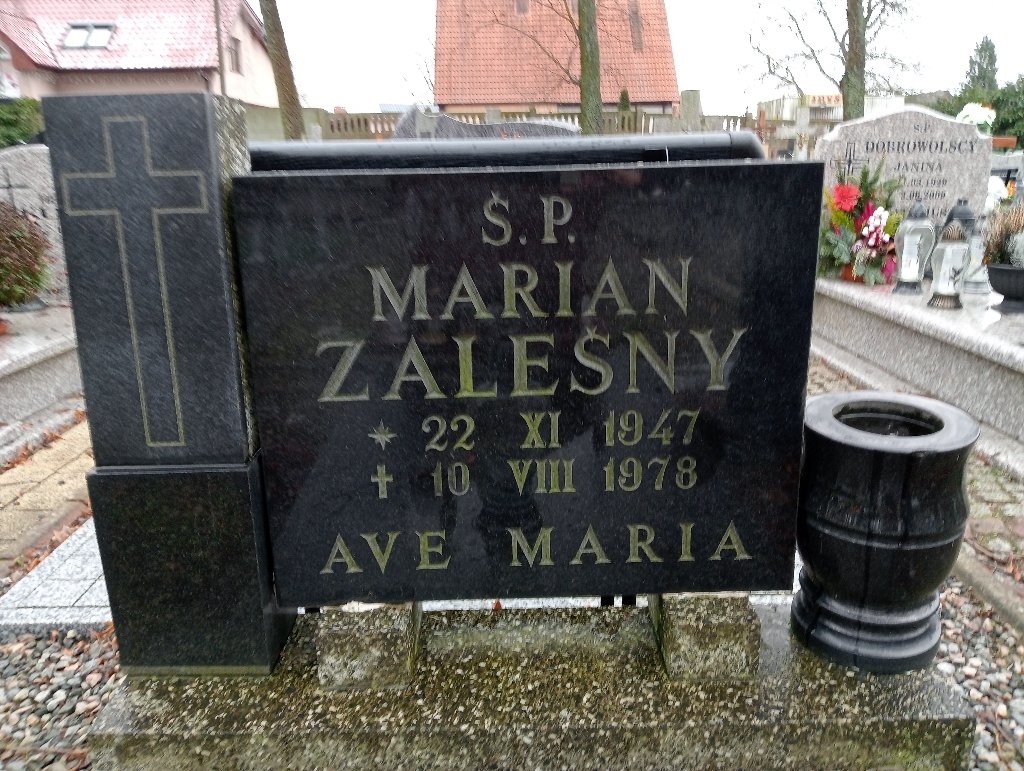 Ś.P.
MARIAN
ZALEŚNY
* 22 XI 1947
✝ 10 VIII 1978
AVE MARIA
Ś.P.
DOBROWOLSCY
JANINA